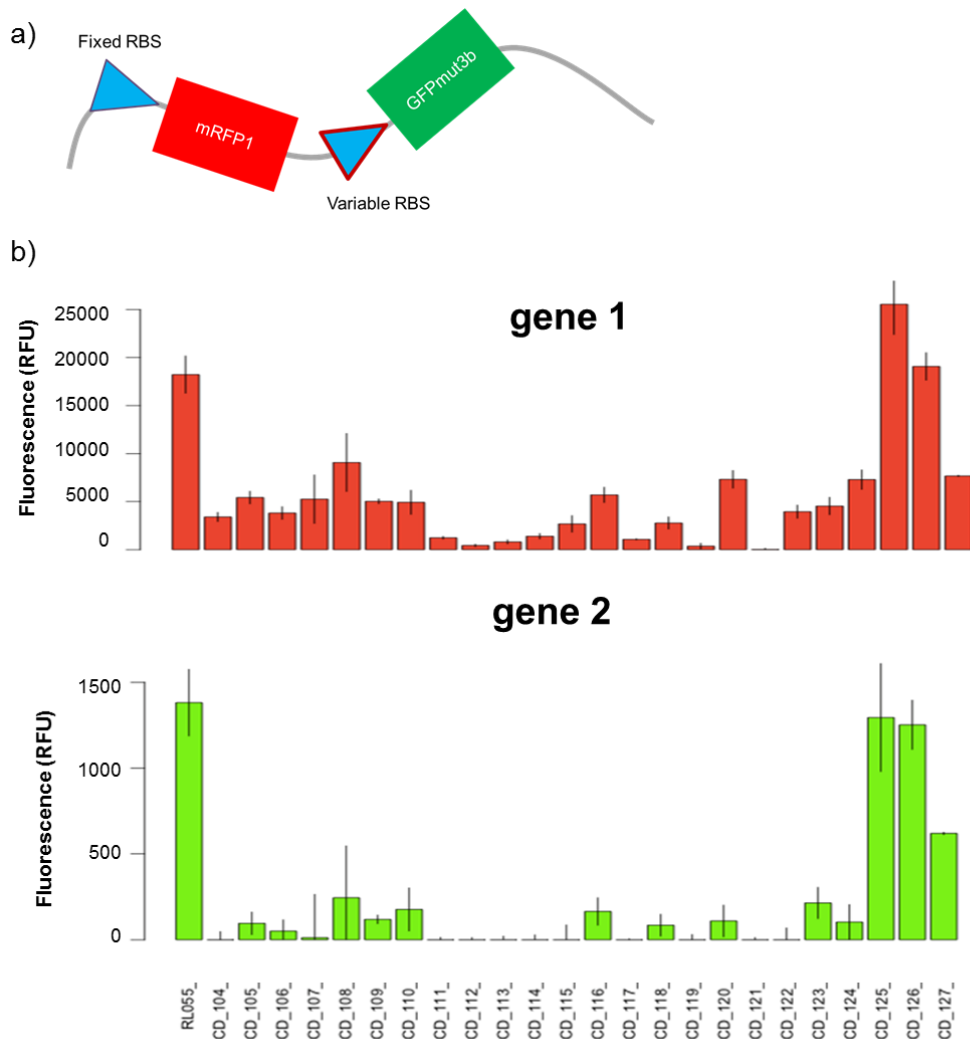 a)
Fixed RBS
mRFP1
GFPmut3b
Variable RBS
b)
gene 1
Fluorescence (RFU)
25000
20000
15000
10000
5000
0
gene 2
Fluorescence (RFU)
1500
1000
500
0
RL055_
CD_104_
CD_105_
CD_106_
CD_107_
CD_108_
CD_109_
CD_110_
CD_111_
CD_112_
CD_113_
CD_114_
CD_115_
CD_116_
CD_117_
CD_118_
CD_119_
CD_120_
CD_121_
CD_122_
CD_123_
CD_124_
CD_125_
CD_126_
CD_127_